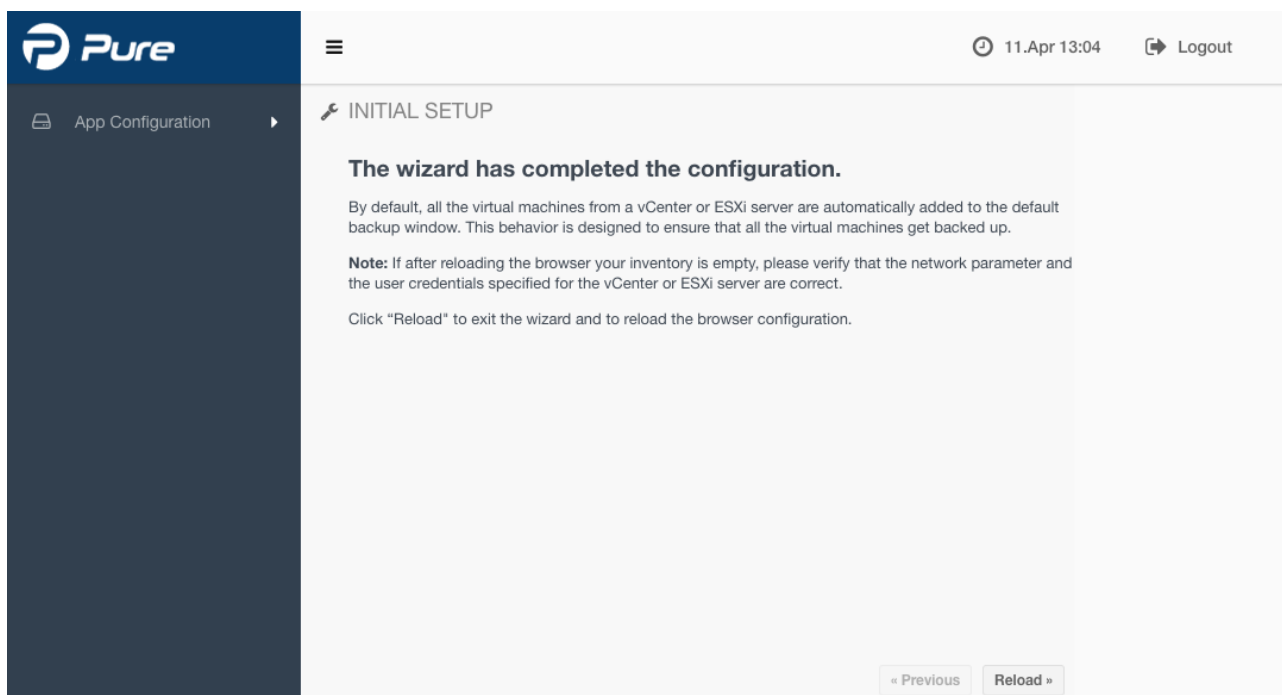 Pure
11.Apr 13:04
Logout
App Configuration
INITIAL SETUP
The wizard has completed the configuration.
By default, all the virtual machines from a vCenter or ESXi server are automatically added to the default
backup window. This behavior is designed to ensure that all the virtual machines get backed up.
Note: If after reloading the browser your inventory is empty, please verify that the network parameter and
the user credentials specified for the vCenter or ESXi server are correct.
Click “Reload" to exit the wizard and to reload the browser configuration.
« Previous
Reload »